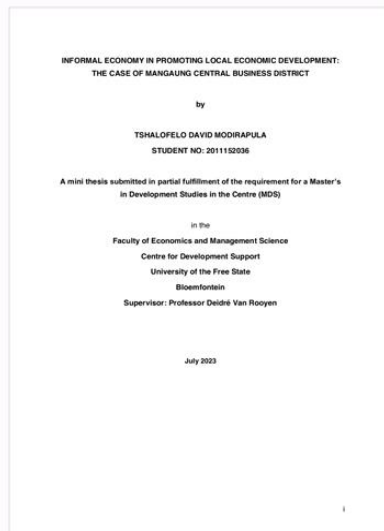 INFORMAL ECONOMY IN PROMOTING LOCAL ECONOMIC DEVELOPMENT:
THE CASE OF MANGAUNG CENTRAL BUSINESS DISTRICT
by
TSHALOFELO DAVID MODIRAPULA
STUDENT NO: 2011152036
A mini thesis submitted in partial fulfillment of the requirement for a Master's
in Development Studies in the Centre (MDS)
in the
Faculty of Economics and Management Science
Centre for Development Support
University of the Free State
Bloemfontein
Supervisor: Professor Deidré Van Rooyen
July 2023
i